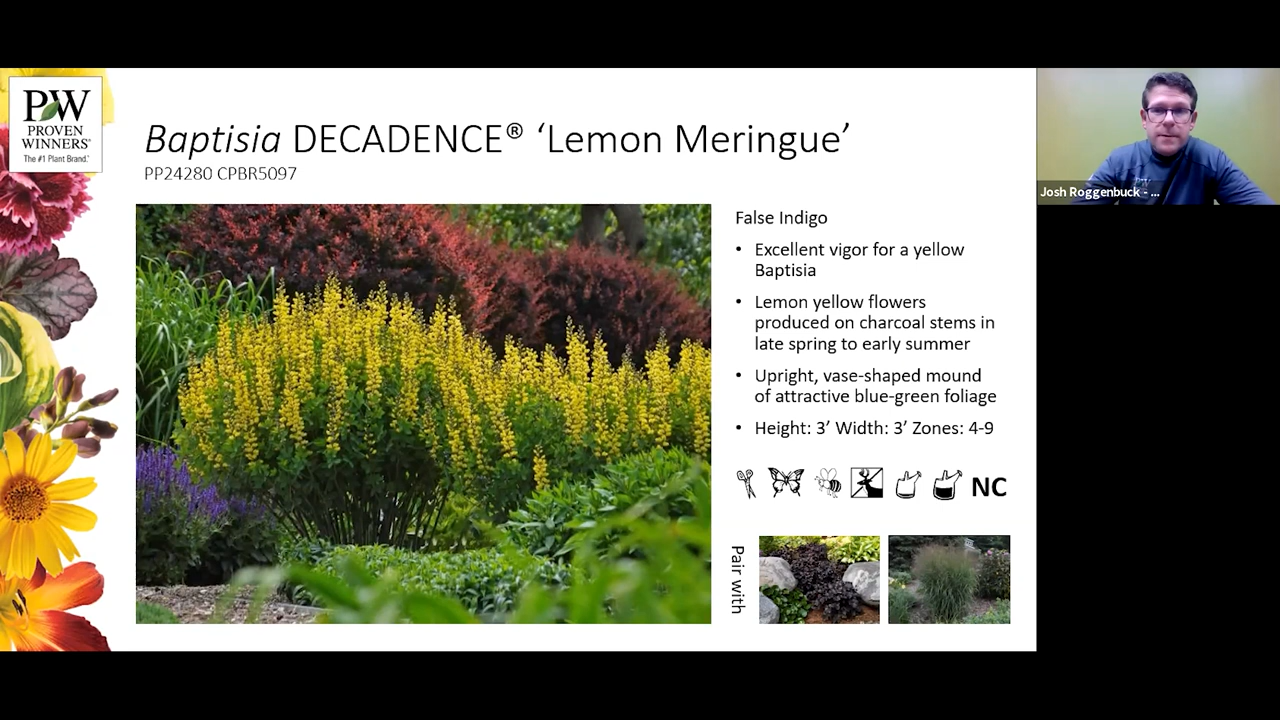 PW
PROVEN
WINNERS®
The #1 Plant Brand.®
Baptisia DECADENCE® ‘Lemon Meringue’
PP24280 CPBR5097
False Indigo
• Excellent vigor for a yellow
Baptisia
• Lemon yellow flowers
produced on charcoal stems in
late spring to early summer
• Upright, vase-shaped mound
of attractive blue-green foliage
• Height: 3’ Width: 3’ Zones: 4-9
NC
Pair with
Josh Roggenbuck - ...